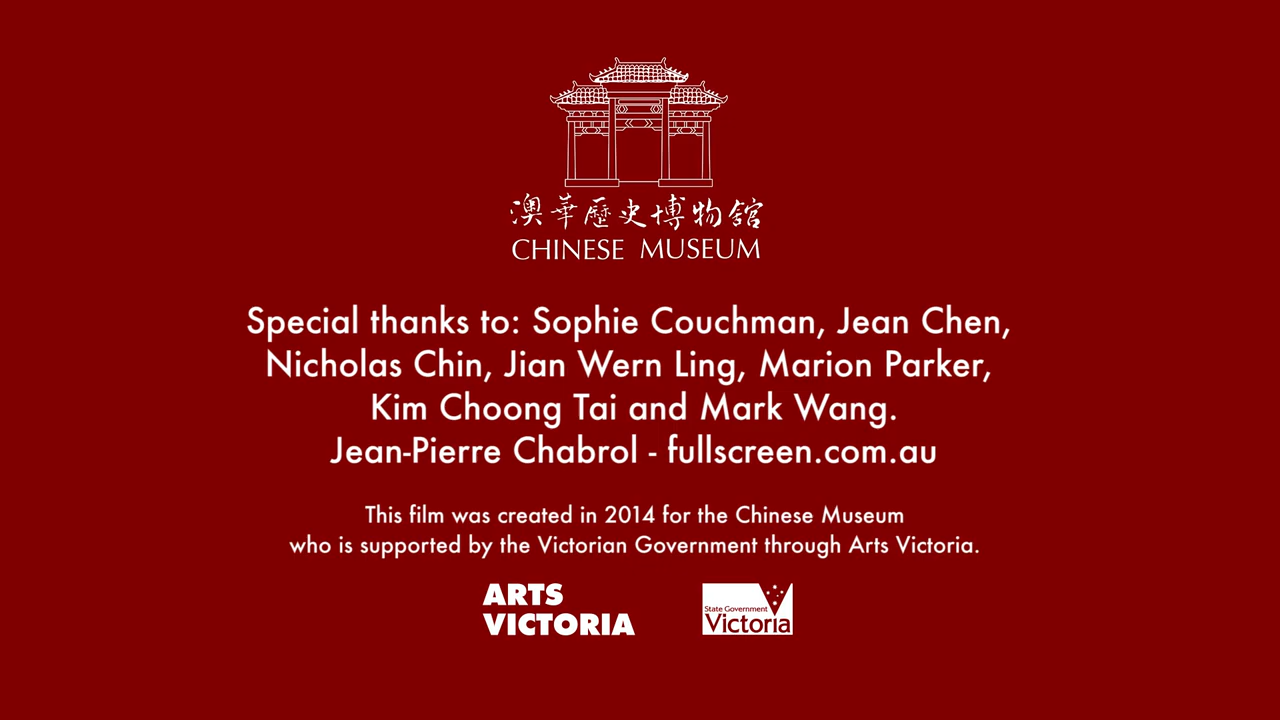 澳華歷史博物館
CHINESE MUSEUM
Special thanks to: Sophie Couchman, Jean Chen,
Nicholas Chin, Jian Wern Ling, Marion Parker,
Kim Choong Tai and Mark Wang.
Jean-Pierre Chabrol - fullscreen.com.au
This film was created in 2014 for the Chinese Museum
who is supported by the Victorian Government through Arts Victoria.
ARTS
VICTORIA
State Government
Victoria